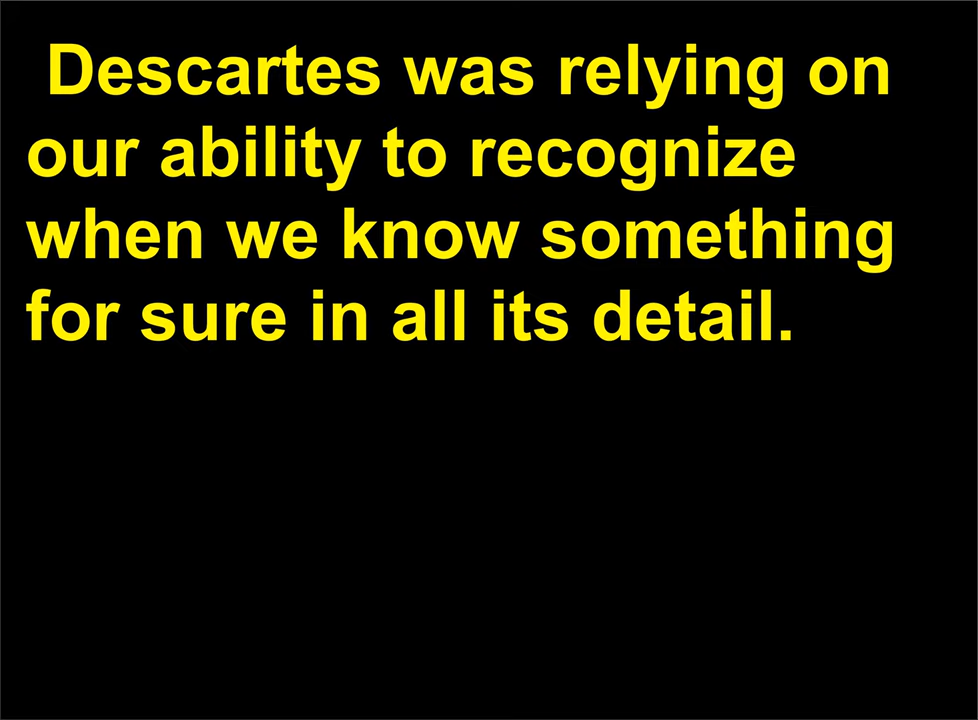 Descartes was relying on
our ability to recognize
when we know something
for sure in all its detail.